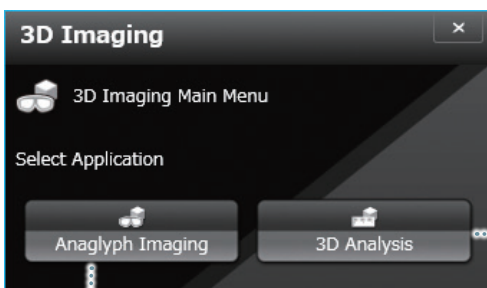 3D Imaging
3D Imaging Main Menu
Select Application
Anaglyph Imaging
3D Analysis